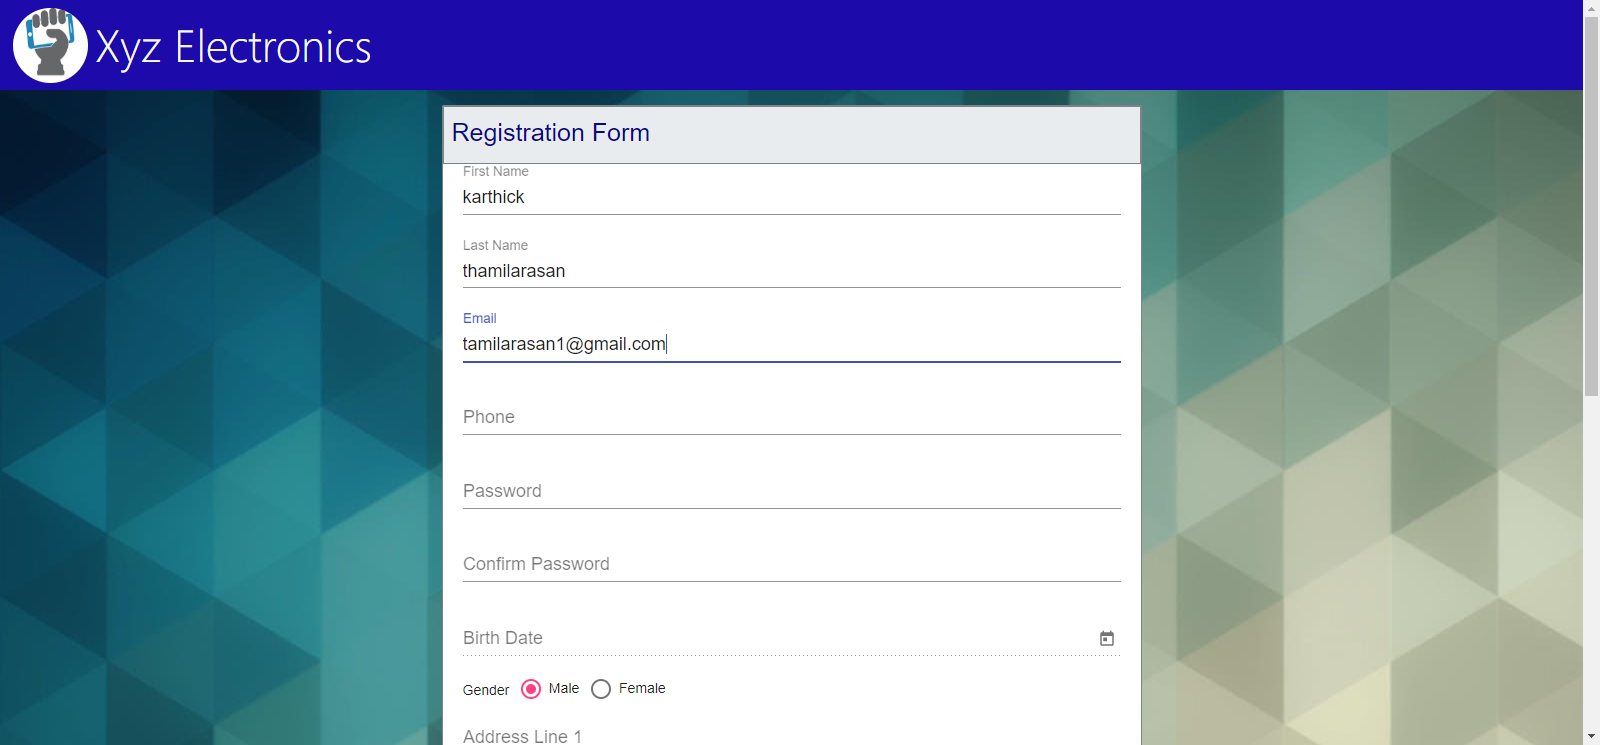 Xyz Electronics
Registration Form
First Name
karthick
Last Name
thamilarasan
Email
tamilarasan1@gmail.com
Phone
Password
Confirm Password
Birth Date
Gender Male Female
Address Line 1